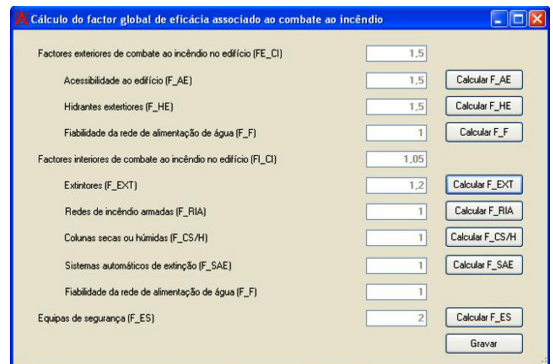 Cálculo do factor global de eficácia associado ao combate ao incêndio
Factores exteriores de combate ao incêndio no edifício (FE_CI) 1,5
Acessibilidade ao edifício (F_AE) 1,5 Calcular F_AE
Hidrantes extertiores (F_HE) 1,5 Calcular F_HE
Fiabilidade da rede de alimentação de água (F_F) 1 Calcular F_F
Factores interiores de combate ao incêndio no edifício (FI_CI) 1,05
Extintores (F_EXT) 1,2 Calcular F_EXT
Redes de incêndio armadas (F_RIA) 1 Calcular F_RIA
Colunas secas ou húmidas (F_CS/H) 1 Calcular F_CS/H
Sistemas automáticos de extinção (F_SAE) 1 Calcular F_SAE
Fiabilidade da rede de alimentação de água (F_F) 1
Equipas de segurança (F_ES) 2 Calcular F_ES
Gravar